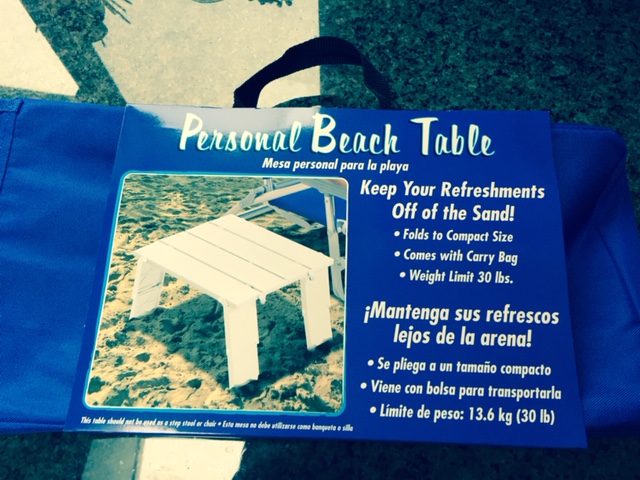 Personal Beach Table
Mesa personal para la playa
Keep Your Refreshments
Off of the Sand!
• Folds to Compact Size
• Comes with Carry Bag
• Weight Limit 30 lbs.
¡Mantenga sus refrescos
lejos de la arena!
• Se pliega a un tamaño compacto
• Viene con bolsa para transportarla
• Límite de peso: 13.6 kg (30 lb)
This table should not be used as a step stool or chair • Esta mesa no debe utilizarse como banqueta o silla